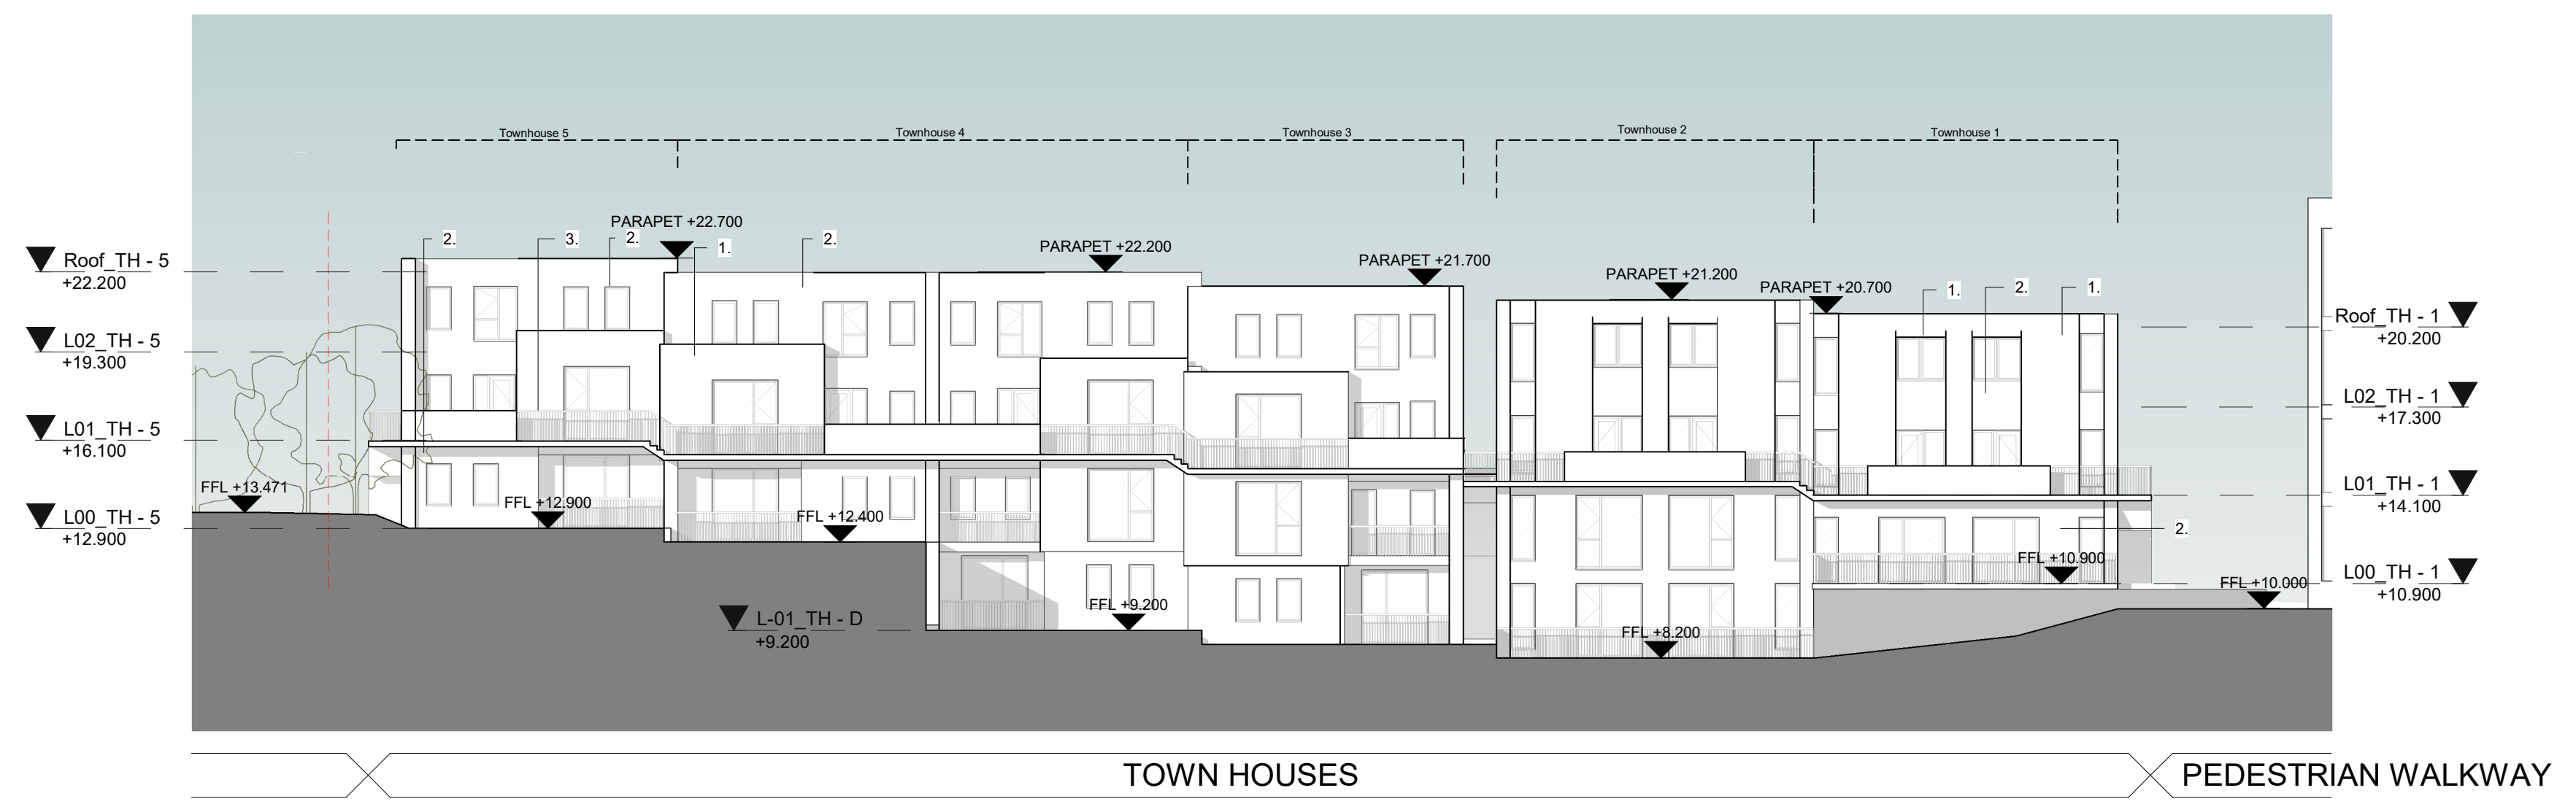 Townhouse 5
Townhouse 4
Townhouse 3
Townhouse 2
Townhouse 1
PARAPET +22.700
2.
3.
2.
1.
2.
PARAPET +22.200
PARAPET +21.700
PARAPET +21.200
PARAPET +20.700
1.
2.
1.
Roof_TH - 5
+22.200
L02_TH - 5
+19.300
L01_TH - 5
+16.100
FFL +13.471
L00_TH - 5
+12.900
FFL +12.900
FFL +12.400
L-01_TH - D
+9.200
FFL +9.200
FFL +8.200
FFL +10.900
2.
FFL +10.000
Roof_TH - 1
+20.200
L02_TH - 1
+17.300
L01_TH - 1
+14.100
L00_TH - 1
+10.900
TOWN HOUSES
PEDESTRIAN WALKWAY